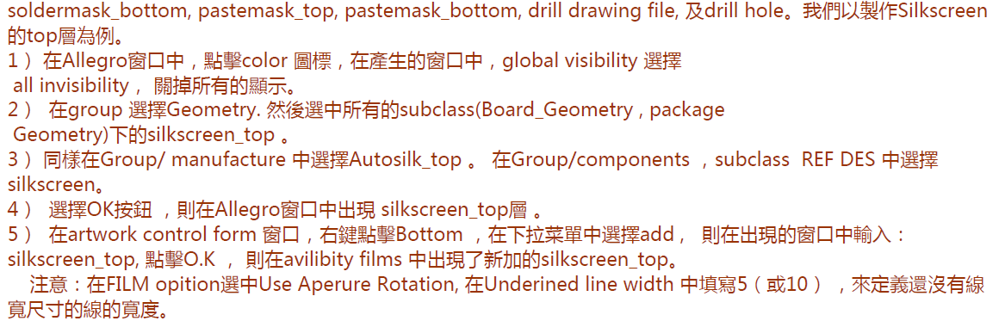 soldermask_bottom, pastemask_top, pastemask_bottom, drill drawing file, 及drill hole。我們以製作Silkscreen
的top層為例。
1 ）在Allegro窗口中，點擊color 圖標，在產生的窗口中，global visibility 選擇
all invisibility ， 關掉所有的顯示。
2 ） 在group 選擇Geometry. 然後選中所有的subclass(Board_Geometry , package
Geometry)下的silkscreen_top 。
3 ）同樣在Group/ manufacture 中選擇Autosilk_top 。 在Group/components ，subclass REF DES 中選擇
silkscreen。
4 ） 選擇OK按鈕 ，則在Allegro窗口中出現 silkscreen_top層 。
5 ） 在artwork control form 窗口，右鍵點擊Bottom ，在下拉菜單中選擇add ， 則在出現的窗口中輸入：
silkscreen_top, 點擊O.K ， 則在avilibity films 中出現了新加的silkscreen_top。
注意：在FILM opition選中Use Aperure Rotation, 在Underined line width 中填寫5（或10 ），來定義還沒有線
寬尺寸的線的寬度。